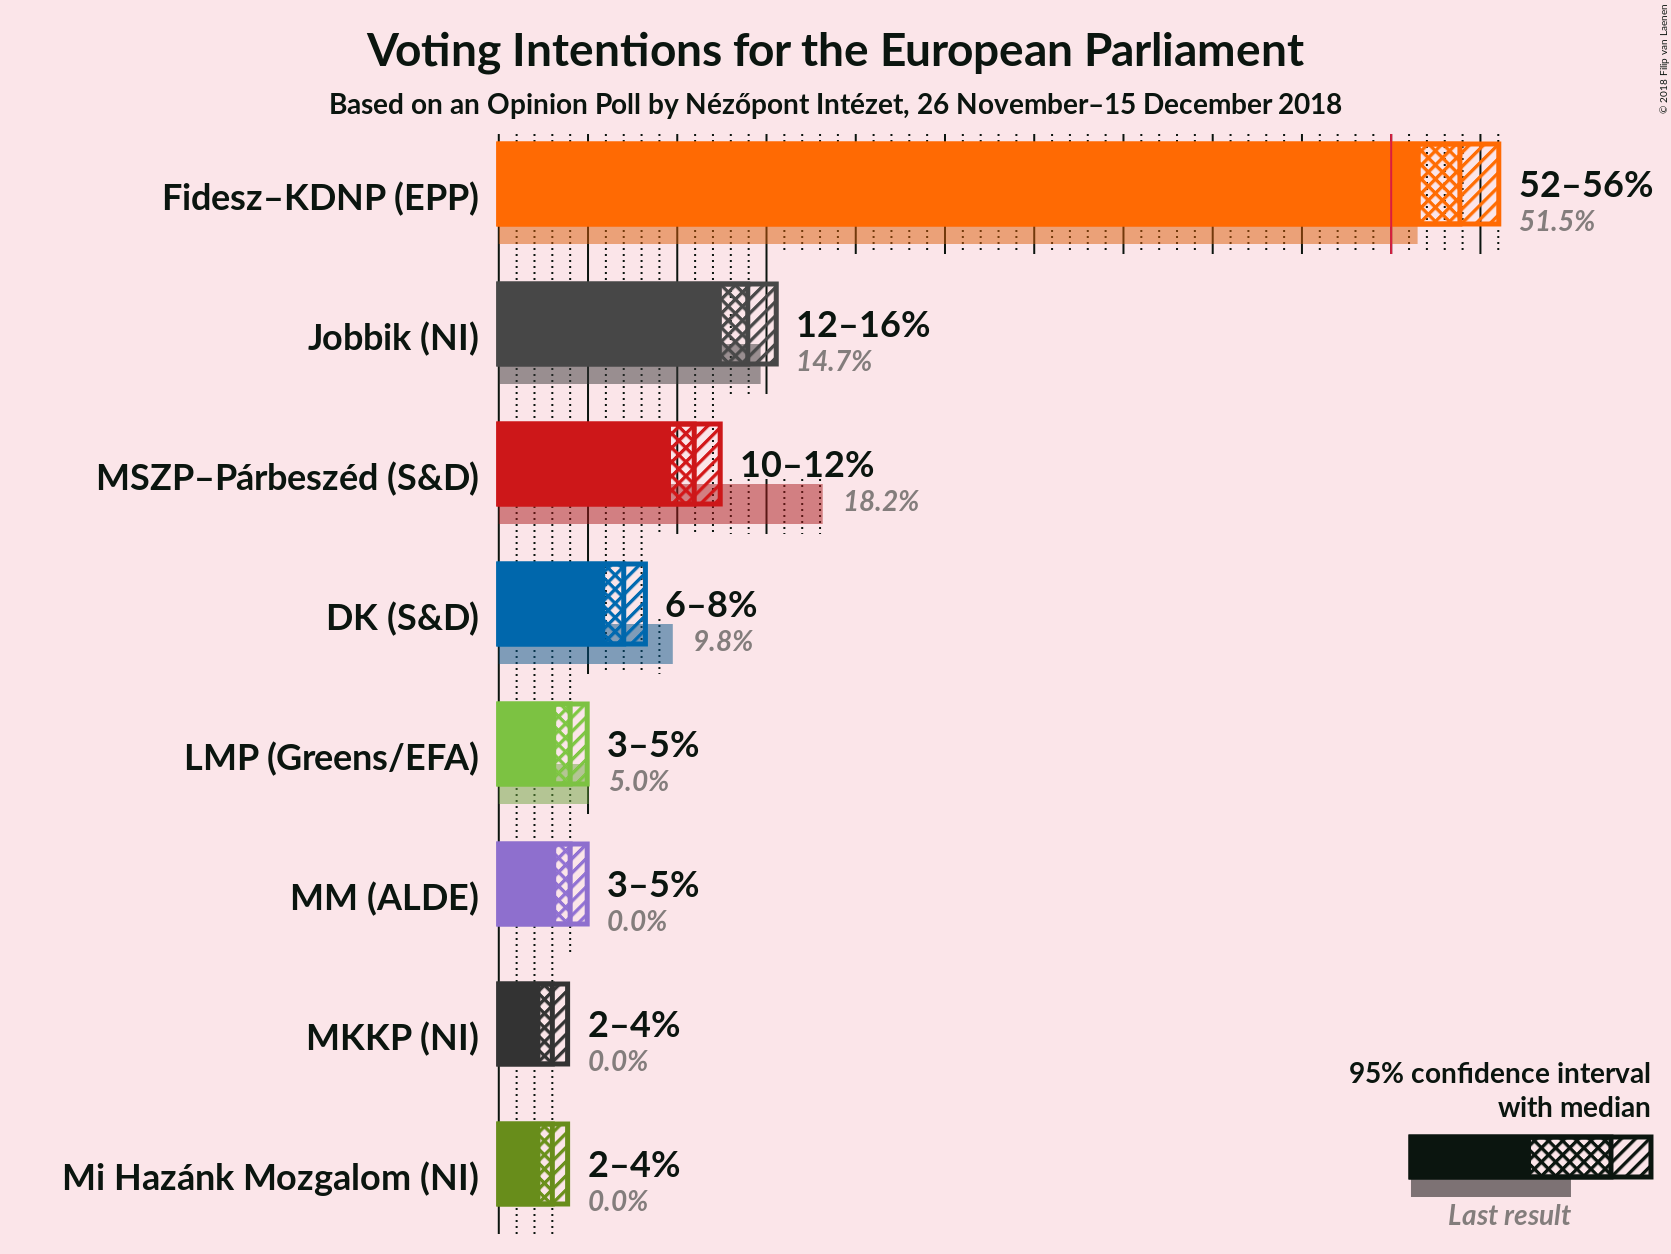 Voting Intentions for the European Parliament
Based on an Opinion Poll by Nézőpont Intézet, 26 November–15 December 2018
© 2018 Filip van Laenen
Fidesz–KDNP (EPP)
52–56%
51.5%
Jobbik (NI)
12–16%
14.7%
MSZP–Párbeszéd (S&D)
10–12%
18.2%
DK (S&D)
6–8%
9.8%
LMP (Greens/EFA)
3–5%
5.0%
MM (ALDE)
3–5%
0.0%
MKKP (NI)
2–4%
0.0%
Mi Hazánk Mozgalom (NI)
2–4%
0.0%
95% confidence interval
with median
Last result